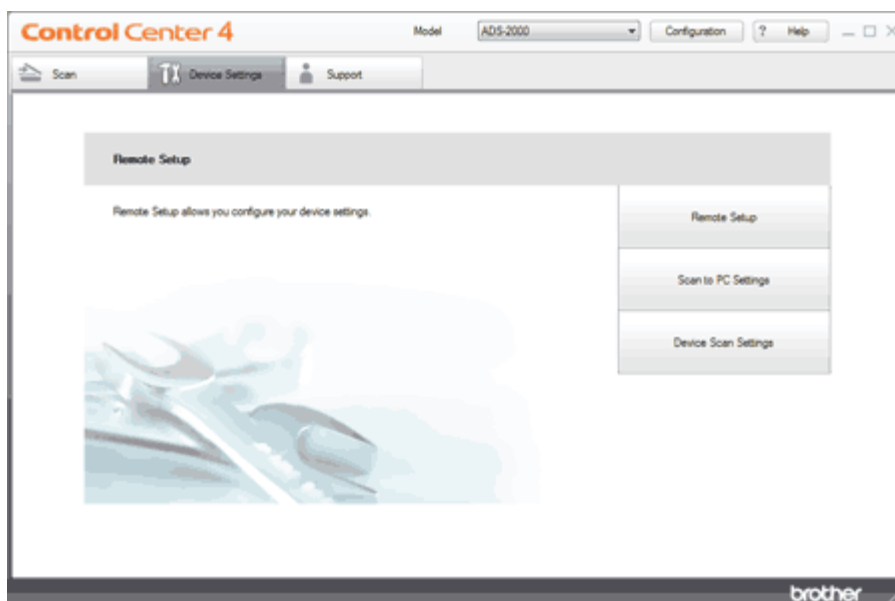 Control Center 4
Model ADS-2000 Configuration ? Help
Scan Device Settings Support
Remote Setup
Remote Setup allows you configure your device settings.
Remote Setup
Scan to PC Settings
Device Scan Settings
brother